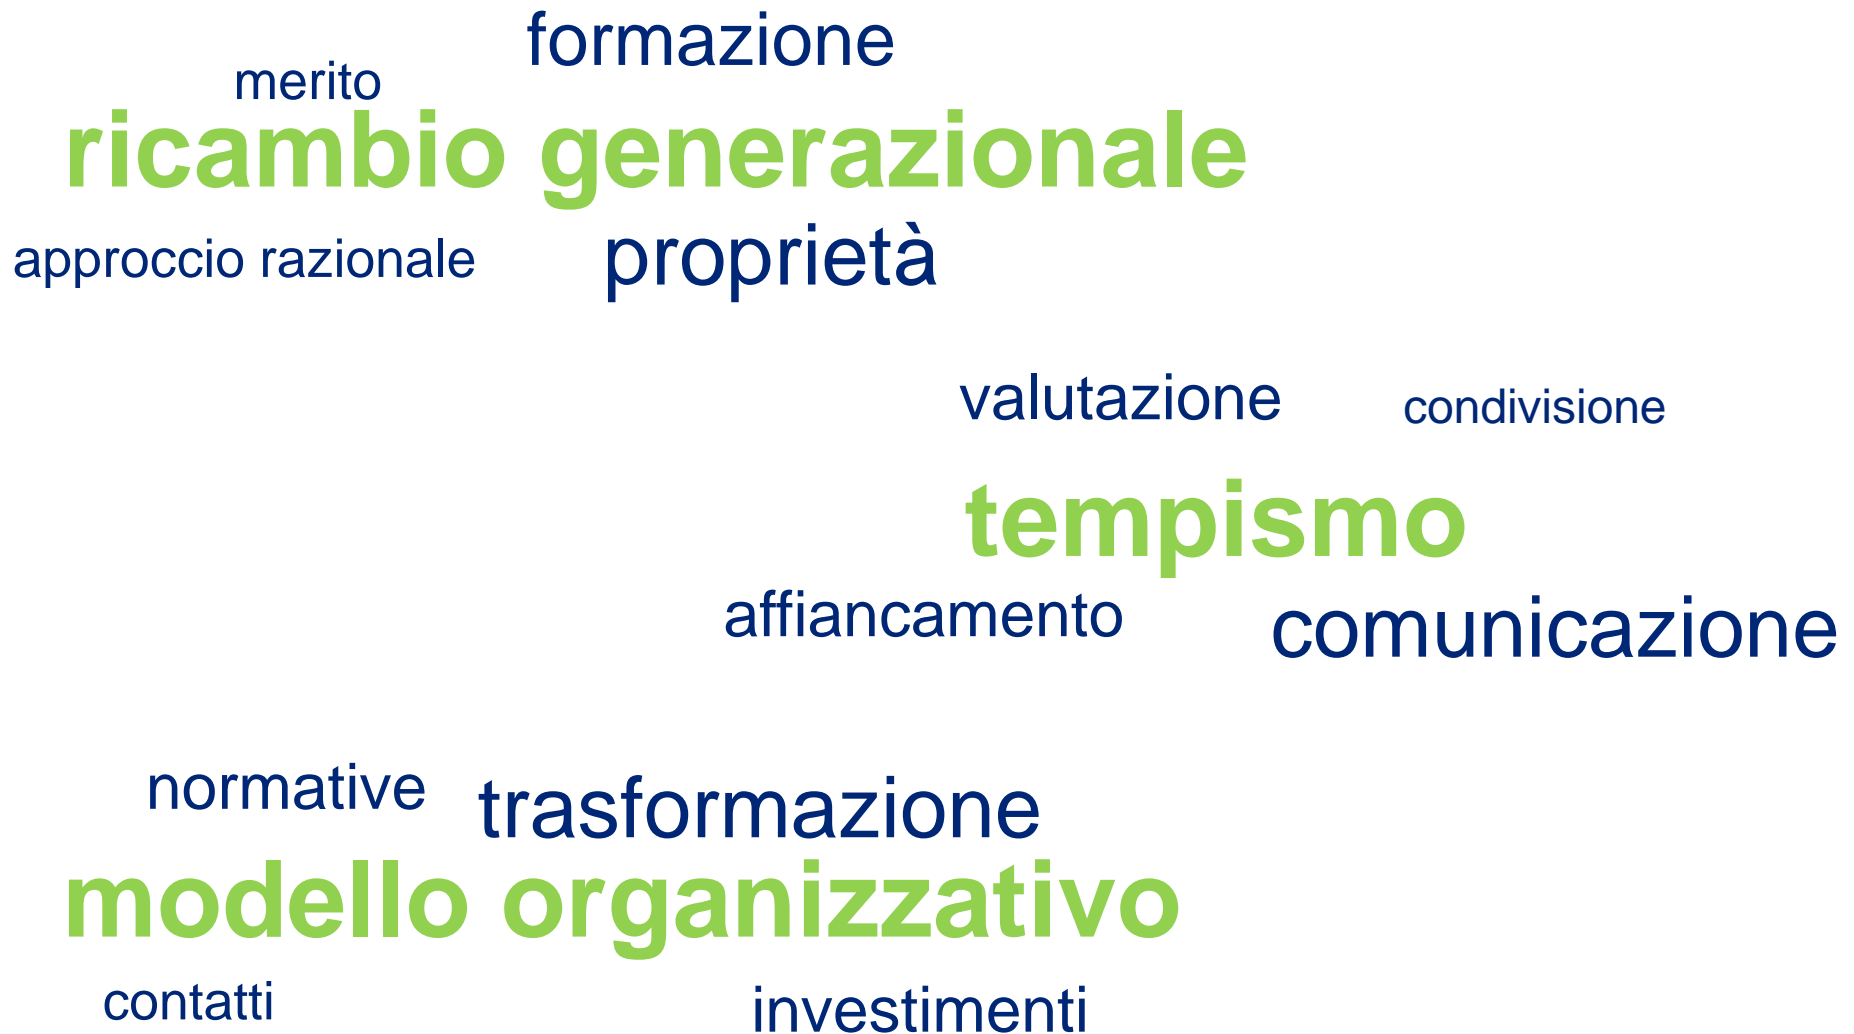 formazione
merito
ricambio generazionale
approccio razionale proprietà
valutazione condivisione
tempismo
affiancamento comunicazione
normative trasformazione
modello organizzativo
contatti investimenti